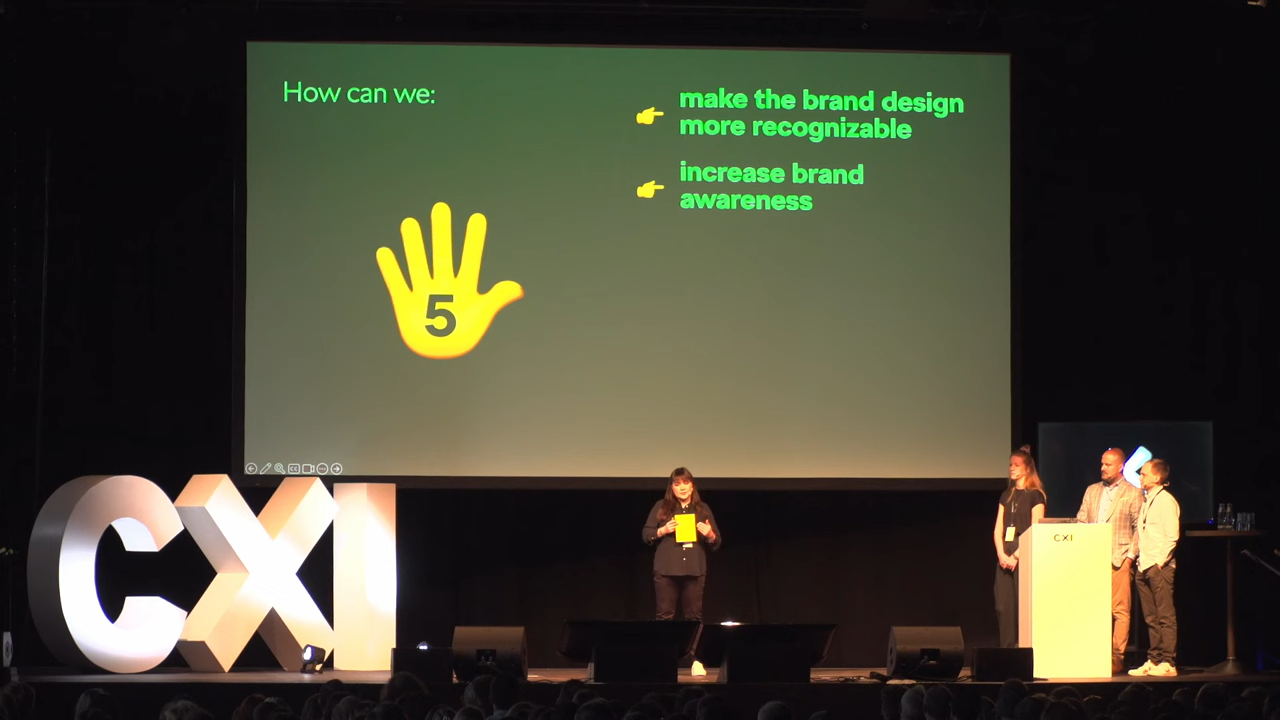 How can we:
make the brand design
more recognizable
increase brand
awareness
5
CXI
CXI